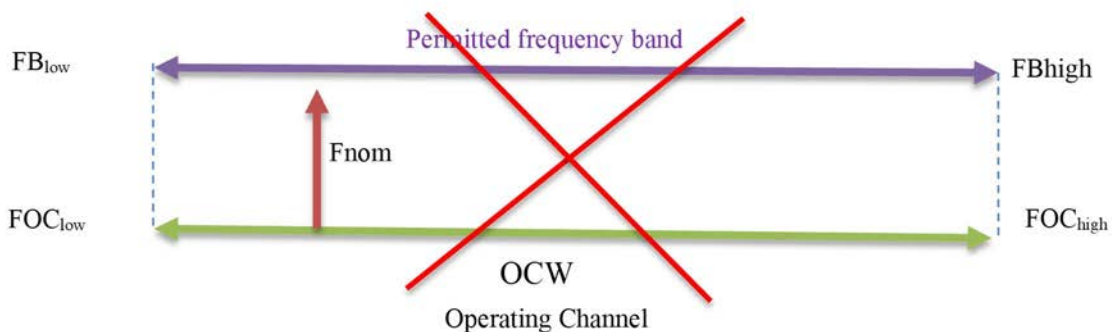 Permitted frequency band
FBlow
FBhigh
Fnom
FOClow
FOChigh
OCW
Operating Channel